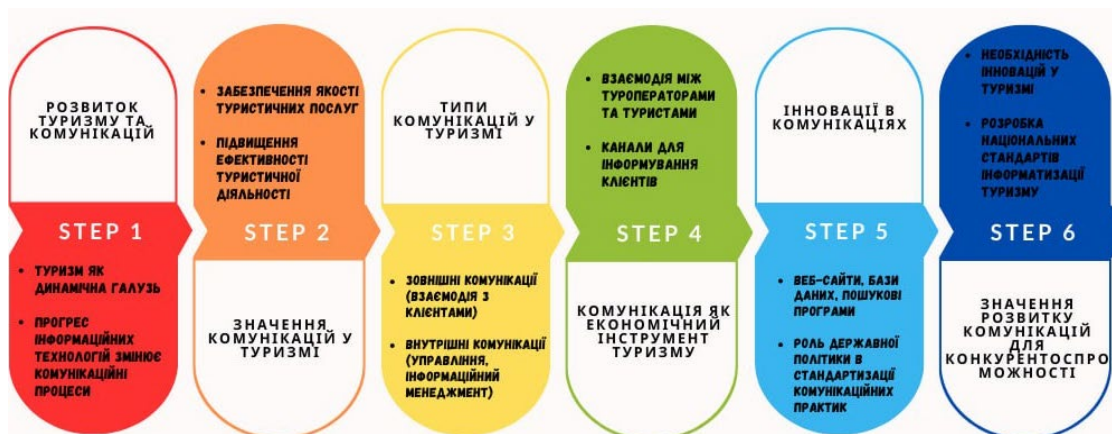 РОЗВИТОК
ТУРИЗМУ ТА
КОМУНІКАЦІЙ
STEP 1
• ТУРИЗМ ЯК
ДИНАМІЧНА ГАЛУЗЬ
• ПРОГРЕС
ІНФОРМАЦІЙНИХ
ТЕХНОЛОГІЙ ЗМІНЮЄ
КОМУНІКАЦІЙНІ
ПРОЦЕСИ
• ЗАБЕЗПЕЧЕННЯ ЯКОСТІ
ТУРИСТИЧНИХ ПОСЛУГ
• ПІДВИЩЕННЯ
ЕФЕКТИВНОСТІ
ТУРИСТИЧНОЇ
ДІЯЛЬНОСТІ
STEP 2
ЗНАЧЕННЯ
КОМУНІКАЦІЙ У
ТУРИЗМІ
ТИПИ
КОМУНІКАЦІЙ У
ТУРИЗМІ
STEP 3
• ЗОВНІШНІ КОМУНІКАЦІЇ
(ВЗАЄМОДІЯ З
КЛІЄНТАМИ)
• ВНУТРІШНІ КОМУНІКАЦІЇ
(УПРАВЛІННЯ,
ІНФОРМАЦІЙНИЙ
МЕНЕДЖМЕНТ)
• ВЗАЄМОДІЯ МІЖ
ТУРОПЕРАТОРАМИ
ТА ТУРИСТАМИ
• КАНАЛИ ДЛЯ
ІНФОРМУВАННЯ
КЛІЄНТІВ
STEP 4
КОМУНІКАЦІЯ ЯК
ЕКОНОМІЧНИЙ
ІНСТРУМЕНТ
ТУРИЗМУ
ІННОВАЦІЇ В
КОМУНІКАЦІЯХ
STEP 5
• ВЕБ-САЙТИ, БАЗИ
ДАНИХ, ПОШУКОВІ
ПРОГРАМИ
• РОЛЬ ДЕРЖАВНОЇ
ПОЛІТИКИ В
СТАНДАРТИЗАЦІЇ
КОМУНІКАЦІЙНИХ
ПРАКТИК
• НЕОБХІДНІСТЬ
ІННОВАЦІЙ У
ТУРИЗМІ
• РОЗРОБКА
НАЦІОНАЛЬНИХ
СТАНДАРТІВ
ІНФОРМАТИЗАЦІЇ
ТУРИЗМУ
STEP 6
ЗНАЧЕННЯ
РОЗВИТКУ
КОМУНІКАЦІЙ
ДЛЯ
КОНКУРЕНТОСПРО
МОЖНОСТІ